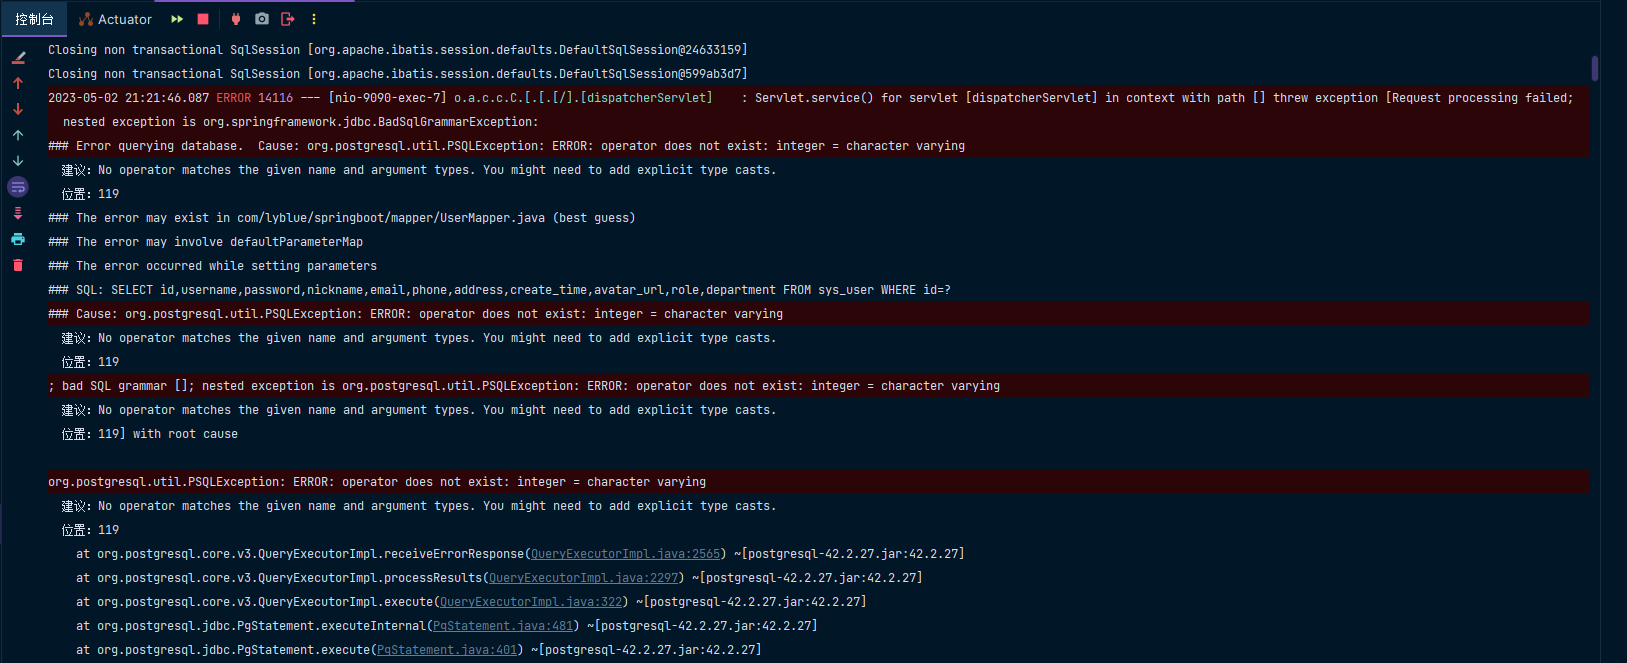 控制台 Actuator
Closing non transactional SqlSession [org.apache.ibatis.session.defaults.DefaultSqlSession@24633159]
Closing non transactional SqlSession [org.apache.ibatis.session.defaults.DefaultSqlSession@599ab3d7]
2023-05-02 21:21:46.087 ERROR 14116 --- [nio-9090-exec-7] o.a.c.c.C.[.[.[/].[dispatcherServlet]    : Servlet.service() for servlet [dispatcherServlet] in context with path [] threw exception [Request processing failed;
nested exception is org.springframework.jdbc.BadSqlGrammarException:
### Error querying database.  Cause: org.postgresql.util.PSQLException: ERROR: operator does not exist: integer = character varying
建议：No operator matches the given name and argument types. You might need to add explicit type casts.
位置：119
### The error may exist in com/lyblue/springboot/mapper/UserMapper.java (best guess)
### The error may involve defaultParameterMap
### The error occurred while setting parameters
### SQL: SELECT id,username,password,nickname,email,phone,address,create_time,avatar_url,role,department FROM sys_user WHERE id=?
### Cause: org.postgresql.util.PSQLException: ERROR: operator does not exist: integer = character varying
建议：No operator matches the given name and argument types. You might need to add explicit type casts.
位置：119
; bad SQL grammar []; nested exception is org.postgresql.util.PSQLException: ERROR: operator does not exist: integer = character varying
建议：No operator matches the given name and argument types. You might need to add explicit type casts.
位置：119] with root cause
org.postgresql.util.PSQLException: ERROR: operator does not exist: integer = character varying
建议：No operator matches the given name and argument types. You might need to add explicit type casts.
位置：119
at org.postgresql.core.v3.QueryExecutorImpl.receiveErrorResponse(QueryExecutorImpl.java:2565) ~[postgresql-42.2.27.jar:42.2.27]
at org.postgresql.core.v3.QueryExecutorImpl.processResults(QueryExecutorImpl.java:2297) ~[postgresql-42.2.27.jar:42.2.27]
at org.postgresql.core.v3.QueryExecutorImpl.execute(QueryExecutorImpl.java:322) ~[postgresql-42.2.27.jar:42.2.27]
at org.postgresql.jdbc.PgStatement.executeInternal(PgStatement.java:481) ~[postgresql-42.2.27.jar:42.2.27]
at org.postgresql.jdbc.PgStatement.execute(PgStatement.java:401) ~[postgresql-42.2.27.jar:42.2.27]